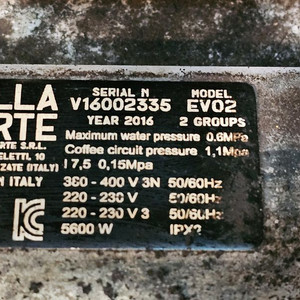 LLA SERIAL N MODEL
RTE V16002335 EVO2
RTE S.R.L. YEAR 2016 2 GROUPS
ELETTI, 10 Maximum water pressure 0.6MPa
ZATE (ITALY) Coffee circuit pressure 1,1Mpa
I 7,5 0,15Mpa
N ITALY 380 - 400 V 3N 50/60Hz
220 - 230 V 50/60Hz
220 - 230 V 3 50/60Hz
5600 W